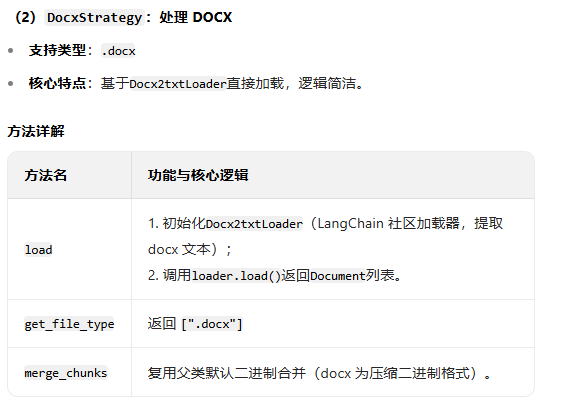 （2）DocxStrategy：处理 DOCX
支持类型：.docx
核心特点：基于Docx2txtLoader直接加载，逻辑简洁。
方法详解
方法名
功能与核心逻辑
load
1. 初始化Docx2txtLoader（LangChain 社区加载器，提取
docx 文本）；
2. 调用loader.load()返回Document列表。
get_file_type
返回 [".docx"]
merge_chunks
复用父类默认二进制合并（docx 为压缩二进制格式）。